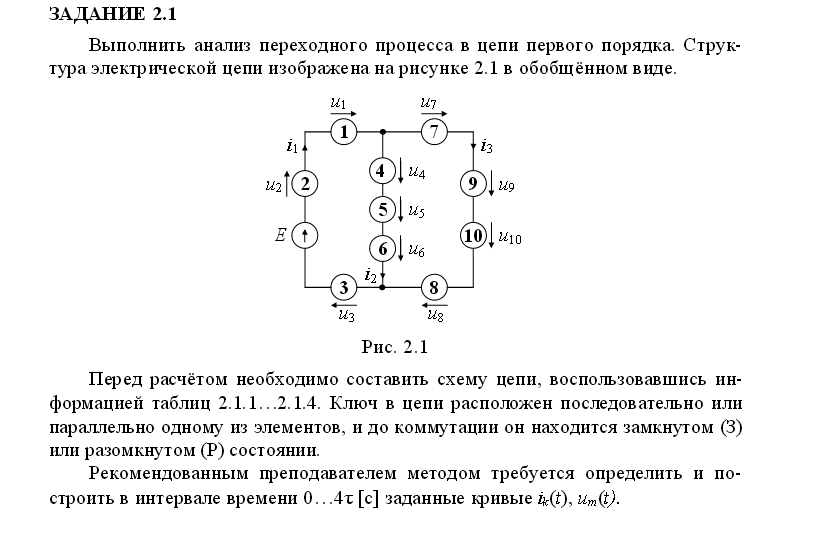 ЗАДАНИЕ 2.1
Выполнить анализ переходного процесса в цепи первого порядка. Струк-
тура электрической цепи изображена на рисунке 2.1 в обобщённом виде.
u1 u7
1 7
i1 i3
4 u4
u2 2 9 u9
5 u5
E 10 u10
6 u6
i2
3 8
u3 u8
Рис. 2.1
Перед расчётом необходимо составить схему цепи, воспользовавшись ин-
формацией таблиц 2.1.1…2.1.4. Ключ в цепи расположен последовательно или
параллельно одному из элементов, и до коммутации он находится замкнутом (З)
или разомкнутом (Р) состоянии.
Рекомендованным преподавателем методом требуется определить и по-
строить в интервале времени 0…4τ [с] заданные кривые ik(t), um(t).